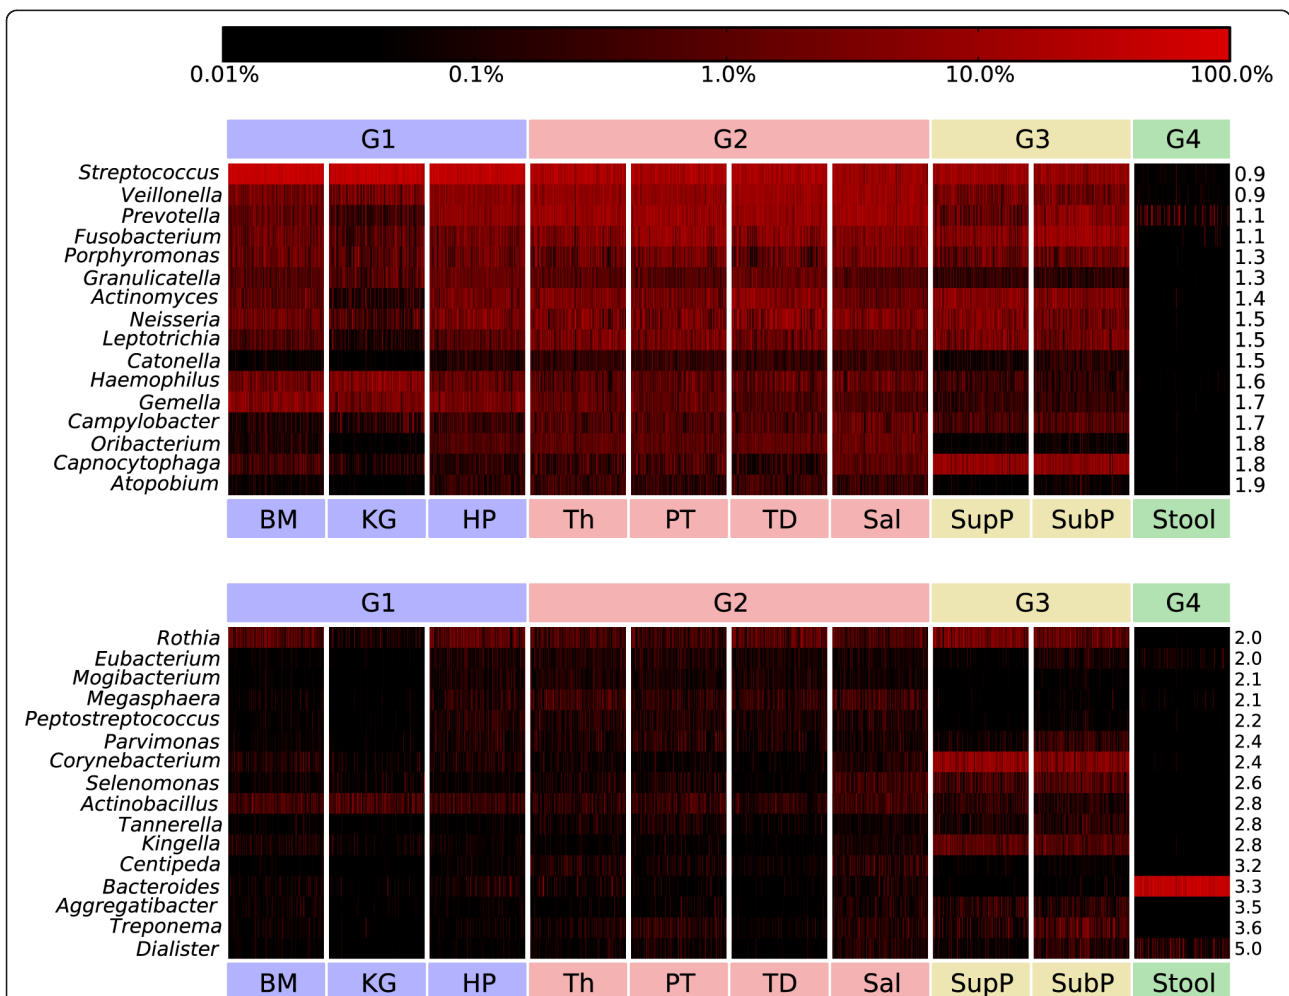 0.01% 0.1% 1.0% 10.0% 100.0%
G1 G2 G3 G4
Streptococcus 0.9
Veillonella 0.9
Prevotella 1.1
Fusobacterium 1.1
Porphyromonas 1.3
Granulicatella 1.3
Actinomyces 1.4
Neisseria 1.5
Leptotrichia 1.5
Catonella 1.5
Haemophilus 1.6
Gemella 1.7
Campylobacter 1.7
Oribacterium 1.8
Capnocytophaga 1.8
Atopobium 1.9
BM KG HP Th PT TD Sal SupP SubP Stool
G1 G2 G3 G4
Rothia 2.0
Eubacterium 2.0
Mogibacterium 2.1
Megasphaera 2.1
Peptostreptococcus 2.2
Parvimonas 2.4
Corynebacterium 2.4
Selenomonas 2.6
Actinobacillus 2.8
Tannerella 2.8
Kingella 2.8
Centipeda 3.2
Bacteroides 3.3
Aggregatibacter 3.5
Treponema 3.6
Dialister 5.0
BM KG HP Th PT TD Sal SupP SubP Stool